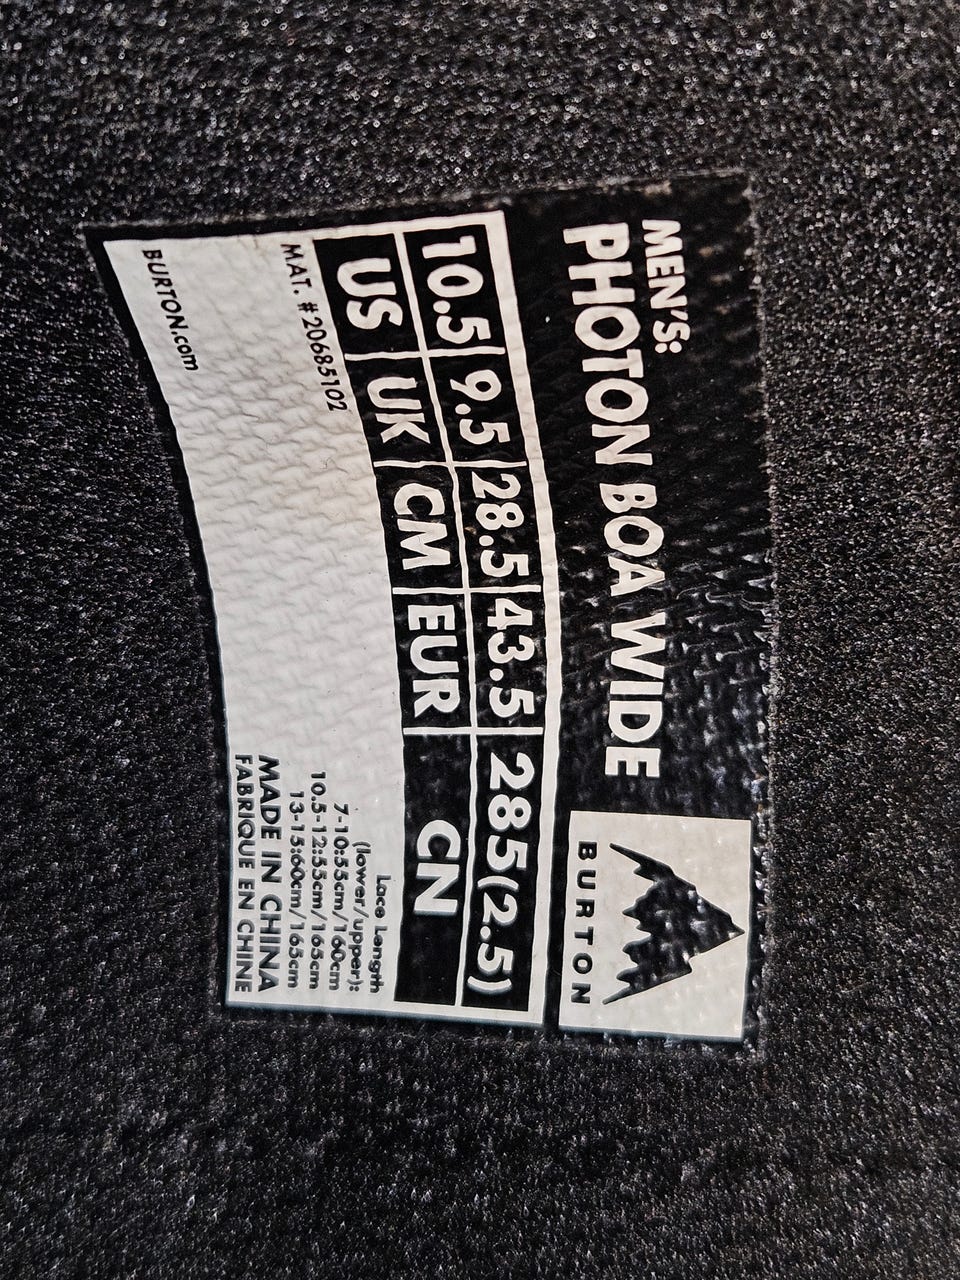 MEN'S:
PHOTON BOA WIDE
BURTON
10.5 9.5 28.5 43.5 285(2.5)
US UK CM EUR CN
MAT. #20685102
Lace Length
(lower/upper):
7-10:55cm/160cm
10.5-12:55cm/165cm
13-15:60cm/165cm
BURTON.com
MADE IN CHINA
FABRIQUE EN CHINE